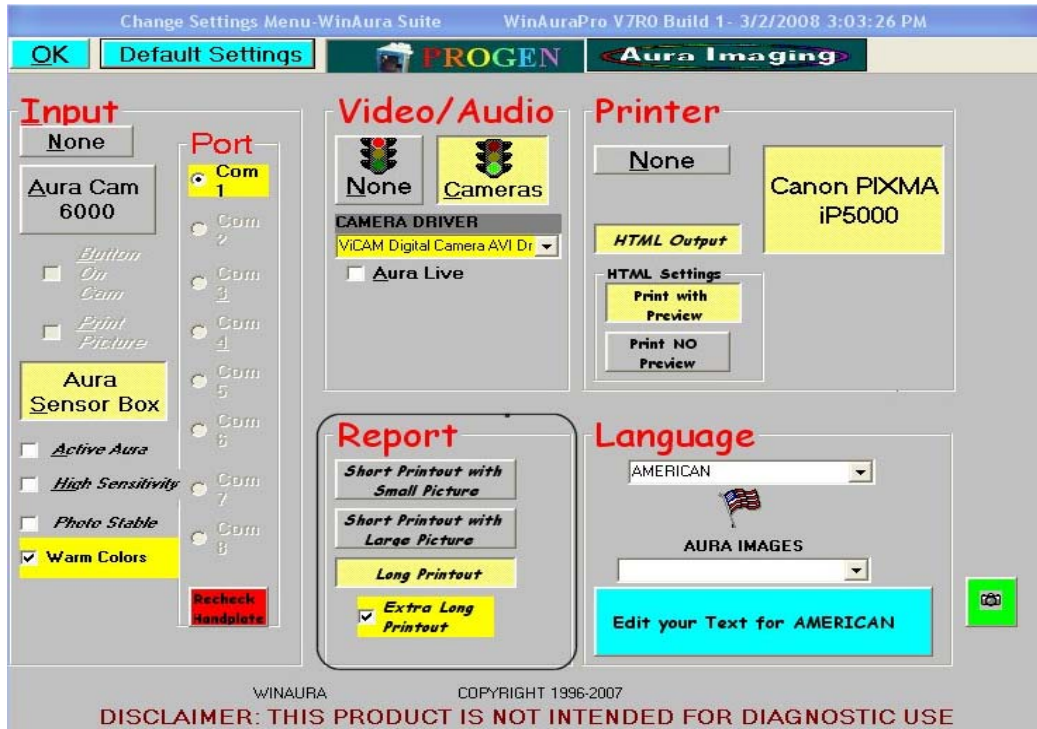 Change Settings Menu-WinAura Suite WinAuraPro V7R0 Build 1- 3/2/2008 3:03:26 PM
OK Default Settings PROGEN Aura Imaging
Input
None
Aura Cam
6000
Button
On
Cam
Print
Picture
Aura
Sensor Box
Active Aura
High Sensitivity
Photo Stable
Warm Colors
Port
Com
1
Com
2
Com
3
Com
4
Com
5
Com
6
Com
7
Com
8
Recheck
Handplate
Video/Audio
None
Cameras
CAMERA DRIVER
ViCAM Digital Camera AVI Dr
Aura Live
Printer
None
Canon PIXMA
iP5000
HTML Output
HTML Settings
Print with
Preview
Print NO
Preview
Report
Short Printout with
Small Picture
Short Printout with
Large Picture
Long Printout
Extra Long
Printout
Language
AMERICAN
AURA IMAGES
Edit your Text for AMERICAN
WINAURA COPYRIGHT 1996-2007
DISCLAIMER: THIS PRODUCT IS NOT INTENDED FOR DIAGNOSTIC USE